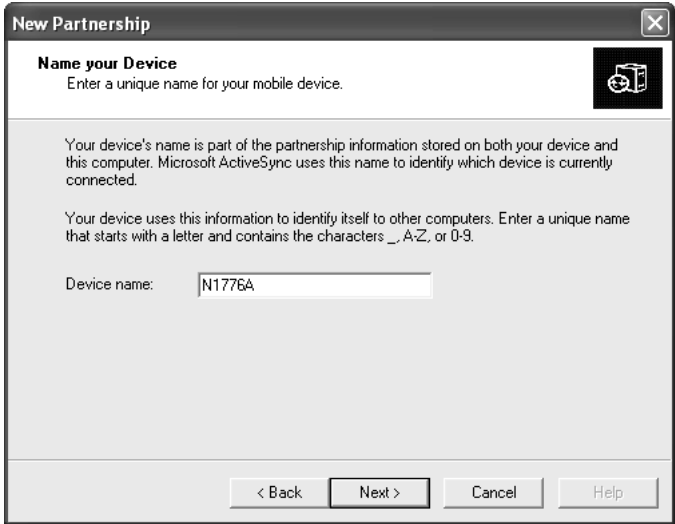 New Partnership
Name your Device
Enter a unique name for your mobile device.
Your device's name is part of the partnership information stored on both your device and
this computer. Microsoft ActiveSync uses this name to identify which device is currently
connected.
Your device uses this information to identify itself to other computers. Enter a unique name
that starts with a letter and contains the characters _, A-Z, or 0-9.
Device name: N1776A
< Back Next > Cancel Help